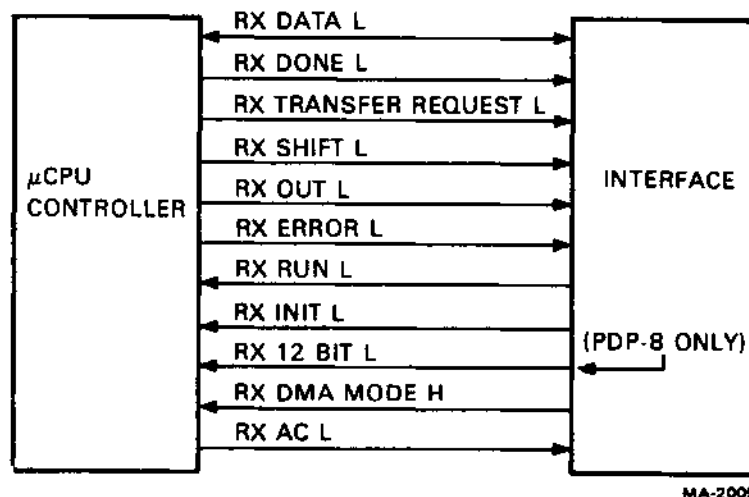 RX DATA L
RX DONE L
RX TRANSFER REQUEST L
RX SHIFT L
RX OUT L
RX ERROR L
RX RUN L
RX INIT L
RX 12 BIT L
RX DMA MODE H
RX AC L
µCPU
CONTROLLER
INTERFACE
(PDP-8 ONLY)